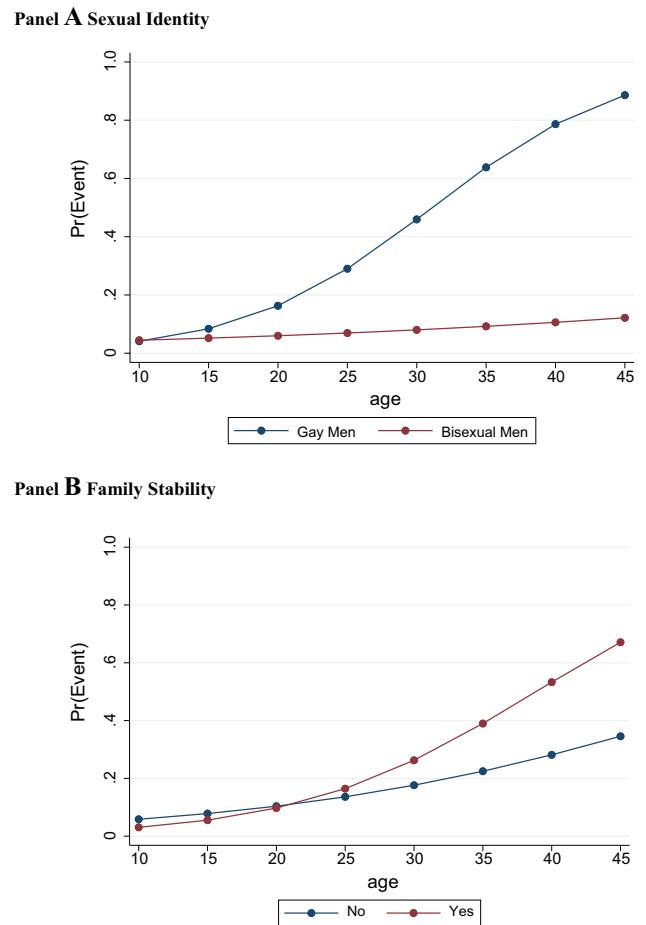 Panel A Sexual Identity
1.0
.8
.6
.4
.2
0
Pr(Event)
10 15 20 25 30 35 40 45
age
Gay Men Bisexual Men
Panel B Family Stability
1.0
.8
.6
.4
.2
0
Pr(Event)
10 15 20 25 30 35 40 45
age
No Yes